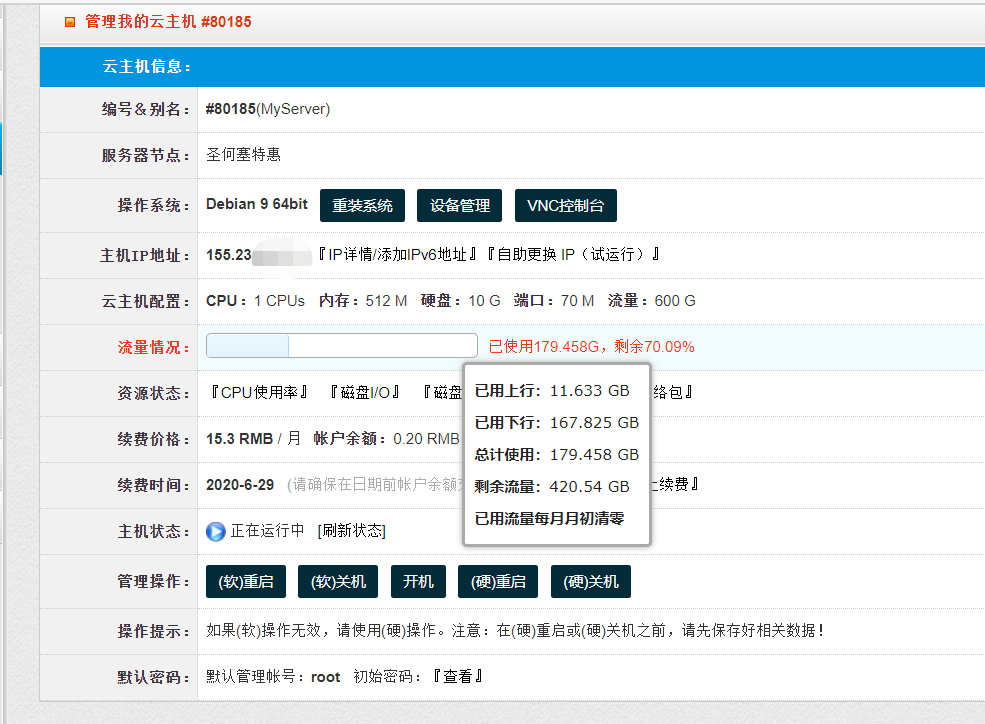 管理我的云主机 #80185
云主机信息：
编号＆别名： #80185(MyServer)
服务器节点： 圣何塞特惠
操作系统： Debian 9 64bit 重装系统 设备管理 VNC控制台
主机IP地址： 155.23 『IP详情/添加IPv6地址』『自助更换 IP（试运行）』
云主机配置： CPU：1 CPUs 内存：512 M 硬盘：10 G 端口：70 M 流量：600 G
流量情况： 已使用179.458G，剩余70.09%
资源状态： 『CPU使用率』 『磁盘I/O』 『磁盘 络包』
续费价格： 15.3 RMB / 月 帐户余额：0.20 RMB
续费时间： 2020-6-29 (请确保在日期前帐户余额 续费』
已用上行：11.633 GB
已用下行：167.825 GB
总计使用：179.458 GB
剩余流量：420.54 GB
已用流量每月月初清零
主机状态： 正在运行中 [刷新状态]
管理操作： (软)重启 (软)关机 开机 (硬)重启 (硬)关机
操作提示： 如果(软)操作无效，请使用(硬)操作。注意：在(硬)重启或(硬)关机之前，请先保存好相关数据！
默认密码： 默认管理帐号：root 初始密码：『查看』